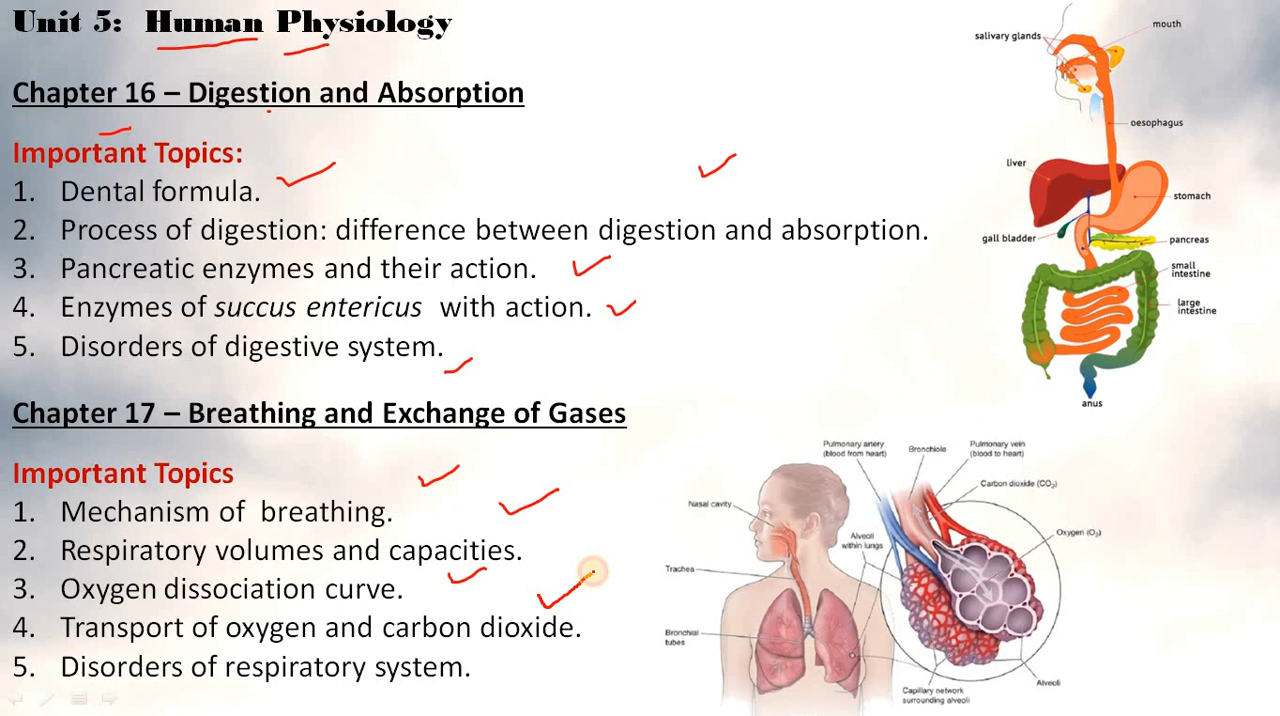 Unit 5: Human Physiology
Chapter 16 – Digestion and Absorption
Important Topics:
1. Dental formula.
2. Process of digestion: difference between digestion and absorption.
3. Pancreatic enzymes and their action.
4. Enzymes of succus entericus with action.
5. Disorders of digestive system.
Chapter 17 – Breathing and Exchange of Gases
Important Topics
1. Mechanism of breathing.
2. Respiratory volumes and capacities.
3. Oxygen dissociation curve.
4. Transport of oxygen and carbon dioxide.
5. Disorders of respiratory system.
mouth
salivary glands
oesophagus
liver
stomach
gall bladder
pancreas
small
intestine
large
intestine
anus
Pulmonary artery
(blood from heart)
Bronchiole
Pulmonary vein
(blood to heart)
Carbon dioxide (CO₂)
Nasal cavity
Alveoli
within lungs
Oxygen (O₂)
Trachea
Bronchial
tubes
Alveoli
Capillary network
surrounding alveoli